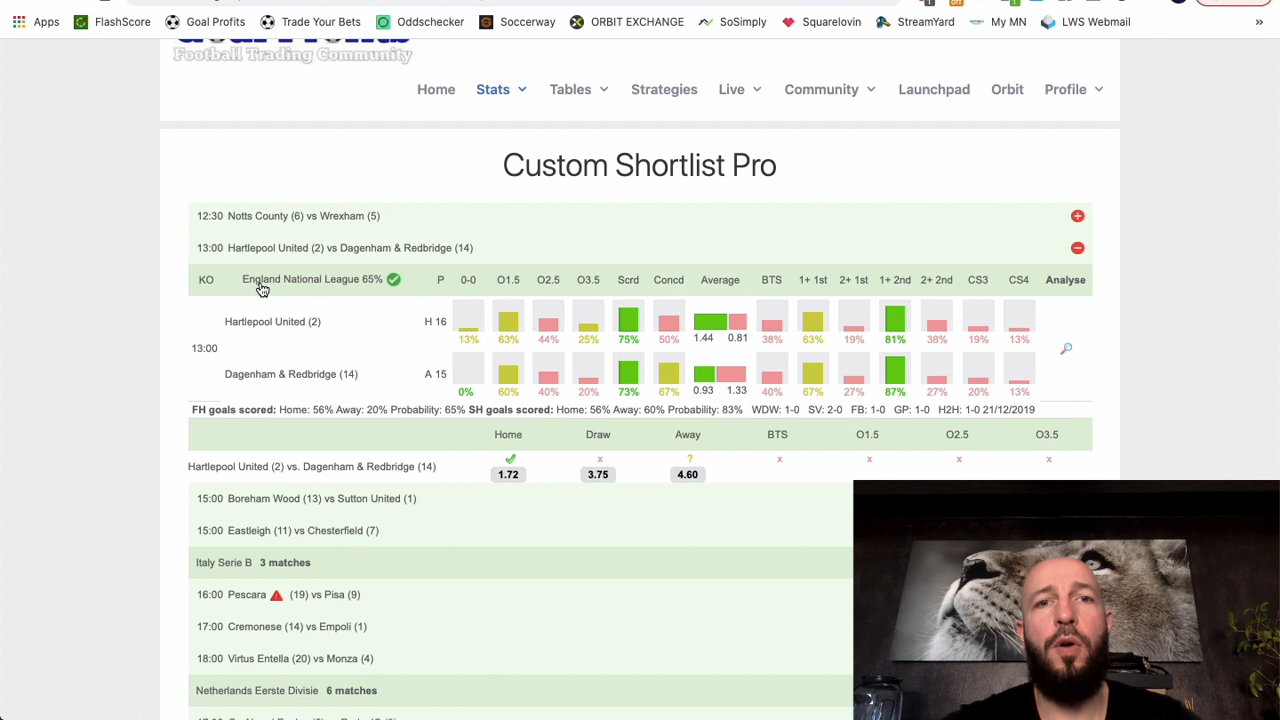 Apps FlashScore Goal Profits Trade Your Bets Oddschecker Soccerway ORBIT EXCHANGE SoSimply Squarelovin StreamYard My MN LWS Webmail »
Football Trading Community
Home Stats Tables Strategies Live Community Launchpad Orbit Profile
Custom Shortlist Pro
12:30 Notts County (6) vs Wrexham (5)
13:00 Hartlepool United (2) vs Dagenham & Redbridge (14)
KO England National League 65% P 0-0 O1.5 O2.5 O3.5 Scrd Concd Average BTS 1+ 1st 2+ 1st 1+ 2nd 2+ 2nd CS3 CS4 Analyse
Hartlepool United (2) H 16
13% 63% 44% 25% 75% 50% 1.44 0.81 38% 63% 19% 81% 38% 19% 13%
13:00
Dagenham & Redbridge (14) A 15
0% 60% 40% 20% 73% 67% 0.93 1.33 40% 67% 27% 87% 27% 20% 13%
FH goals scored: Home: 56% Away: 20% Probability: 65% SH goals scored: Home: 56% Away: 60% Probability: 83% WDW: 1-0 SV: 2-0 FB: 1-0 GP: 1-0 H2H: 1-0 21/12/2019
Home Draw Away BTS O1.5 O2.5 O3.5
x ? x x x x
Hartlepool United (2) vs. Dagenham & Redbridge (14) 1.72 3.75 4.60
15:00 Boreham Wood (13) vs Sutton United (1)
15:00 Eastleigh (11) vs Chesterfield (7)
Italy Serie B 3 matches
16:00 Pescara (19) vs Pisa (9)
17:00 Cremonese (14) vs Empoli (1)
18:00 Virtus Entella (20) vs Monza (4)
Netherlands Eerste Divisie 6 matches